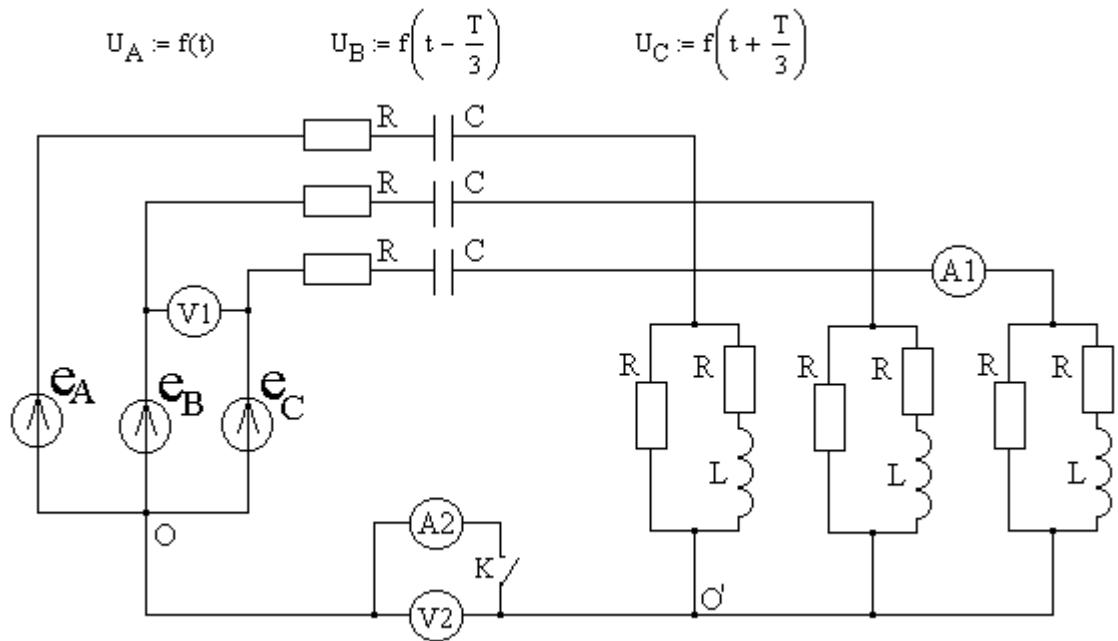 U_A := f(t) U_B := f(t - T/3) U_C := f(t + T/3)
R C
R C
R C
V1 A1
e_A e_B e_C
R R R R R R
L L L
O A2
K
V2 O'